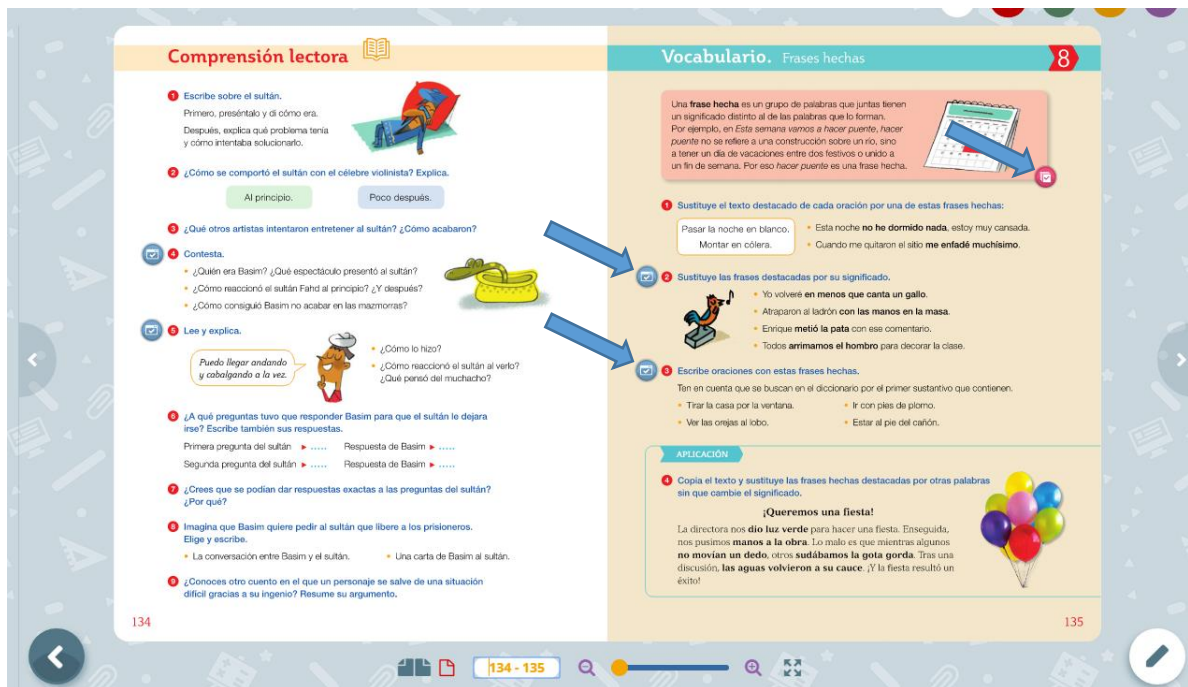 Comprensión lectora
1 Escribe sobre el sultán.
Primero, preséntalo y di cómo era.
Después, explica qué problema tenía
y cómo intentaba solucionarlo.
2 ¿Cómo se comportó el sultán con el célebre violinista? Explica.
Al principio.
Poco después.
3 ¿Qué otros artistas intentaron entretener al sultán? ¿Cómo acabaron?
4 Contesta.
• ¿Quién era Basim? ¿Qué espectáculo presentó al sultán?
• ¿Cómo reaccionó el sultán Fahd al principio? ¿Y después?
• ¿Cómo consiguió Basim no acabar en las mazmorras?
5 Lee y explica.
Puedo llegar andando
y cabalgando a la vez.
• ¿Cómo lo hizo?
• ¿Cómo reaccionó el sultán al verlo?
¿Qué pensó del muchacho?
6 ¿A qué preguntas tuvo que responder Basim para que el sultán le dejara
irse? Escribe también sus respuestas.
Primera pregunta del sultán ▸ ..... Respuesta de Basim ▸ .....
Segunda pregunta del sultán ▸ ..... Respuesta de Basim ▸ .....
7 ¿Crees que se podían dar respuestas exactas a las preguntas del sultán?
¿Por qué?
8 Imagina que Basim quiere pedir al sultán que libere a los prisioneros.
Elige y escribe.
• La conversación entre Basim y el sultán. • Una carta de Basim al sultán.
9 ¿Conoces otro cuento en el que un personaje se salve de una situación
difícil gracias a su ingenio? Resume su argumento.
134
Vocabulario. Frases hechas
8
Una frase hecha es un grupo de palabras que juntas tienen
un significado distinto al de las palabras que lo forman.
Por ejemplo, en Esta semana vamos a hacer puente, hacer
puente no se refiere a una construcción sobre un río, sino
a tener un día de vacaciones entre dos festivos o unido a
un fin de semana. Por eso hacer puente es una frase hecha.
1 Sustituye el texto destacado de cada oración por una de estas frases hechas:
Pasar la noche en blanco.
Montar en cólera.
• Esta noche no he dormido nada, estoy muy cansada.
• Cuando me quitaron el sitio me enfadé muchísimo.
2 Sustituye las frases destacadas por su significado.
• Yo volveré en menos que canta un gallo.
• Atraparon al ladrón con las manos en la masa.
• Enrique metió la pata con ese comentario.
• Todos arrimamos el hombro para decorar la clase.
3 Escribe oraciones con estas frases hechas.
Ten en cuenta que se buscan en el diccionario por el primer sustantivo que contienen.
• Tirar la casa por la ventana. • Ir con pies de plomo.
• Ver las orejas al lobo. • Estar al pie del cañón.
APLICACIÓN
4 Copia el texto y sustituye las frases hechas destacadas por otras palabras
sin que cambie el significado.
¡Queremos una fiesta!
La directora nos dio luz verde para hacer una fiesta. Enseguida,
nos pusimos manos a la obra. Lo malo es que mientras algunos
no movían un dedo, otros sudábamos la gota gorda. Tras una
discusión, las aguas volvieron a su cauce. ¡Y la fiesta resultó un
éxito!
135
134 - 135